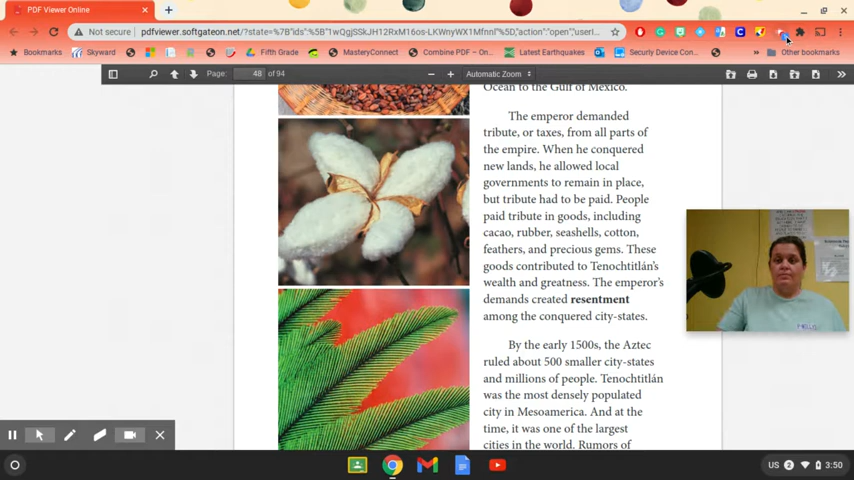 PDF Viewer Online
Not secure | pdfviewer.softgateon.net/?state=%7B"ids"%5B"1wQgjSSkJH12RxM16os-LKWnyWX1Mfnnl"%5D,"action":"open","userI...
Bookmarks Skyward Fifth Grade MasteryConnect Combine PDF – On... Latest Earthquakes Securly Device Con... » Other bookmarks
Page: 48 of 94 Automatic Zoom
Ocean to the Gulf of Mexico.
The emperor demanded
tribute, or taxes, from all parts of
the empire. When he conquered
new lands, he allowed local
governments to remain in place,
but tribute had to be paid. People
paid tribute in goods, including
cacao, rubber, seashells, cotton,
feathers, and precious gems. These
goods contributed to Tenochtitlán's
wealth and greatness. The emperor's
demands created resentment
among the conquered city-states.
By the early 1500s, the Aztec
ruled about 500 smaller city-states
and millions of people. Tenochtitlán
was the most densely populated
city in Mesoamerica. And at the
time, it was one of the largest
cities in the world. Rumors of
US 2 3:50